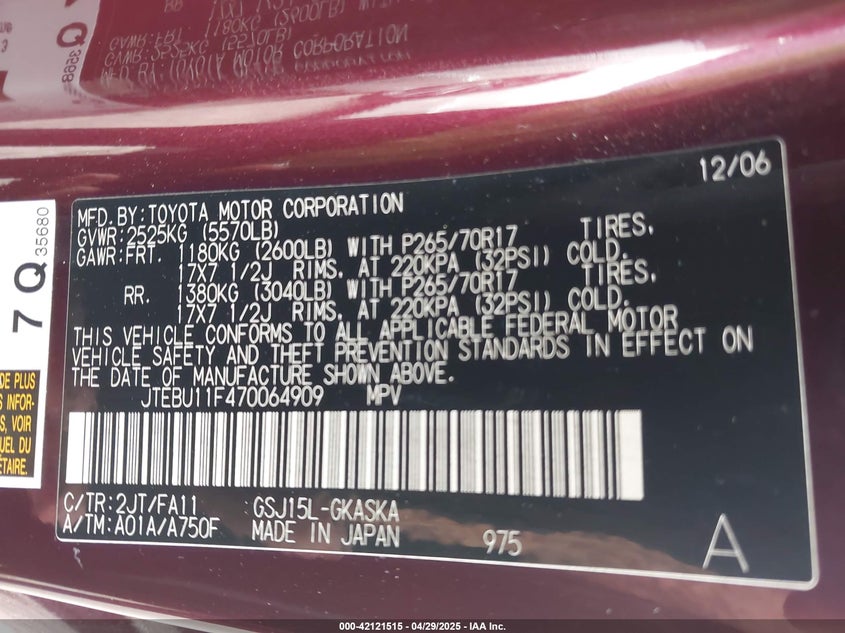 12/06
MFD.BY:TOYOTA MOTOR CORPORATION
GVWR:2525KG (5570LB)
GAWR:FRT. 1180KG (2600LB) WITH P265/70R17 TIRES,
17X7 1/2J RIMS, AT 220KPA (32PSI) COLD.
RR. 1380KG (3040LB) WITH P265/70R17 TIRES,
17X7 1/2J RIMS, AT 220KPA (32PSI) COLD.
THIS VEHICLE CONFORMS TO ALL APPLICABLE FEDERAL MOTOR
VEHICLE SAFETY AND THEFT PREVENTION STANDARDS IN EFFECT ON
THE DATE OF MANUFACTURE SHOWN ABOVE.
JTEBU11F470064909 MPV
C/TR:2JT/FA11 GSJ15L-GKASKA
A/TM:A01A/A750F MADE IN JAPAN 975 A
7 Q 35680
DE PLUS
INFOR-
VOIR
DU
000-42121515 04/29/2025 - IAA Inc.